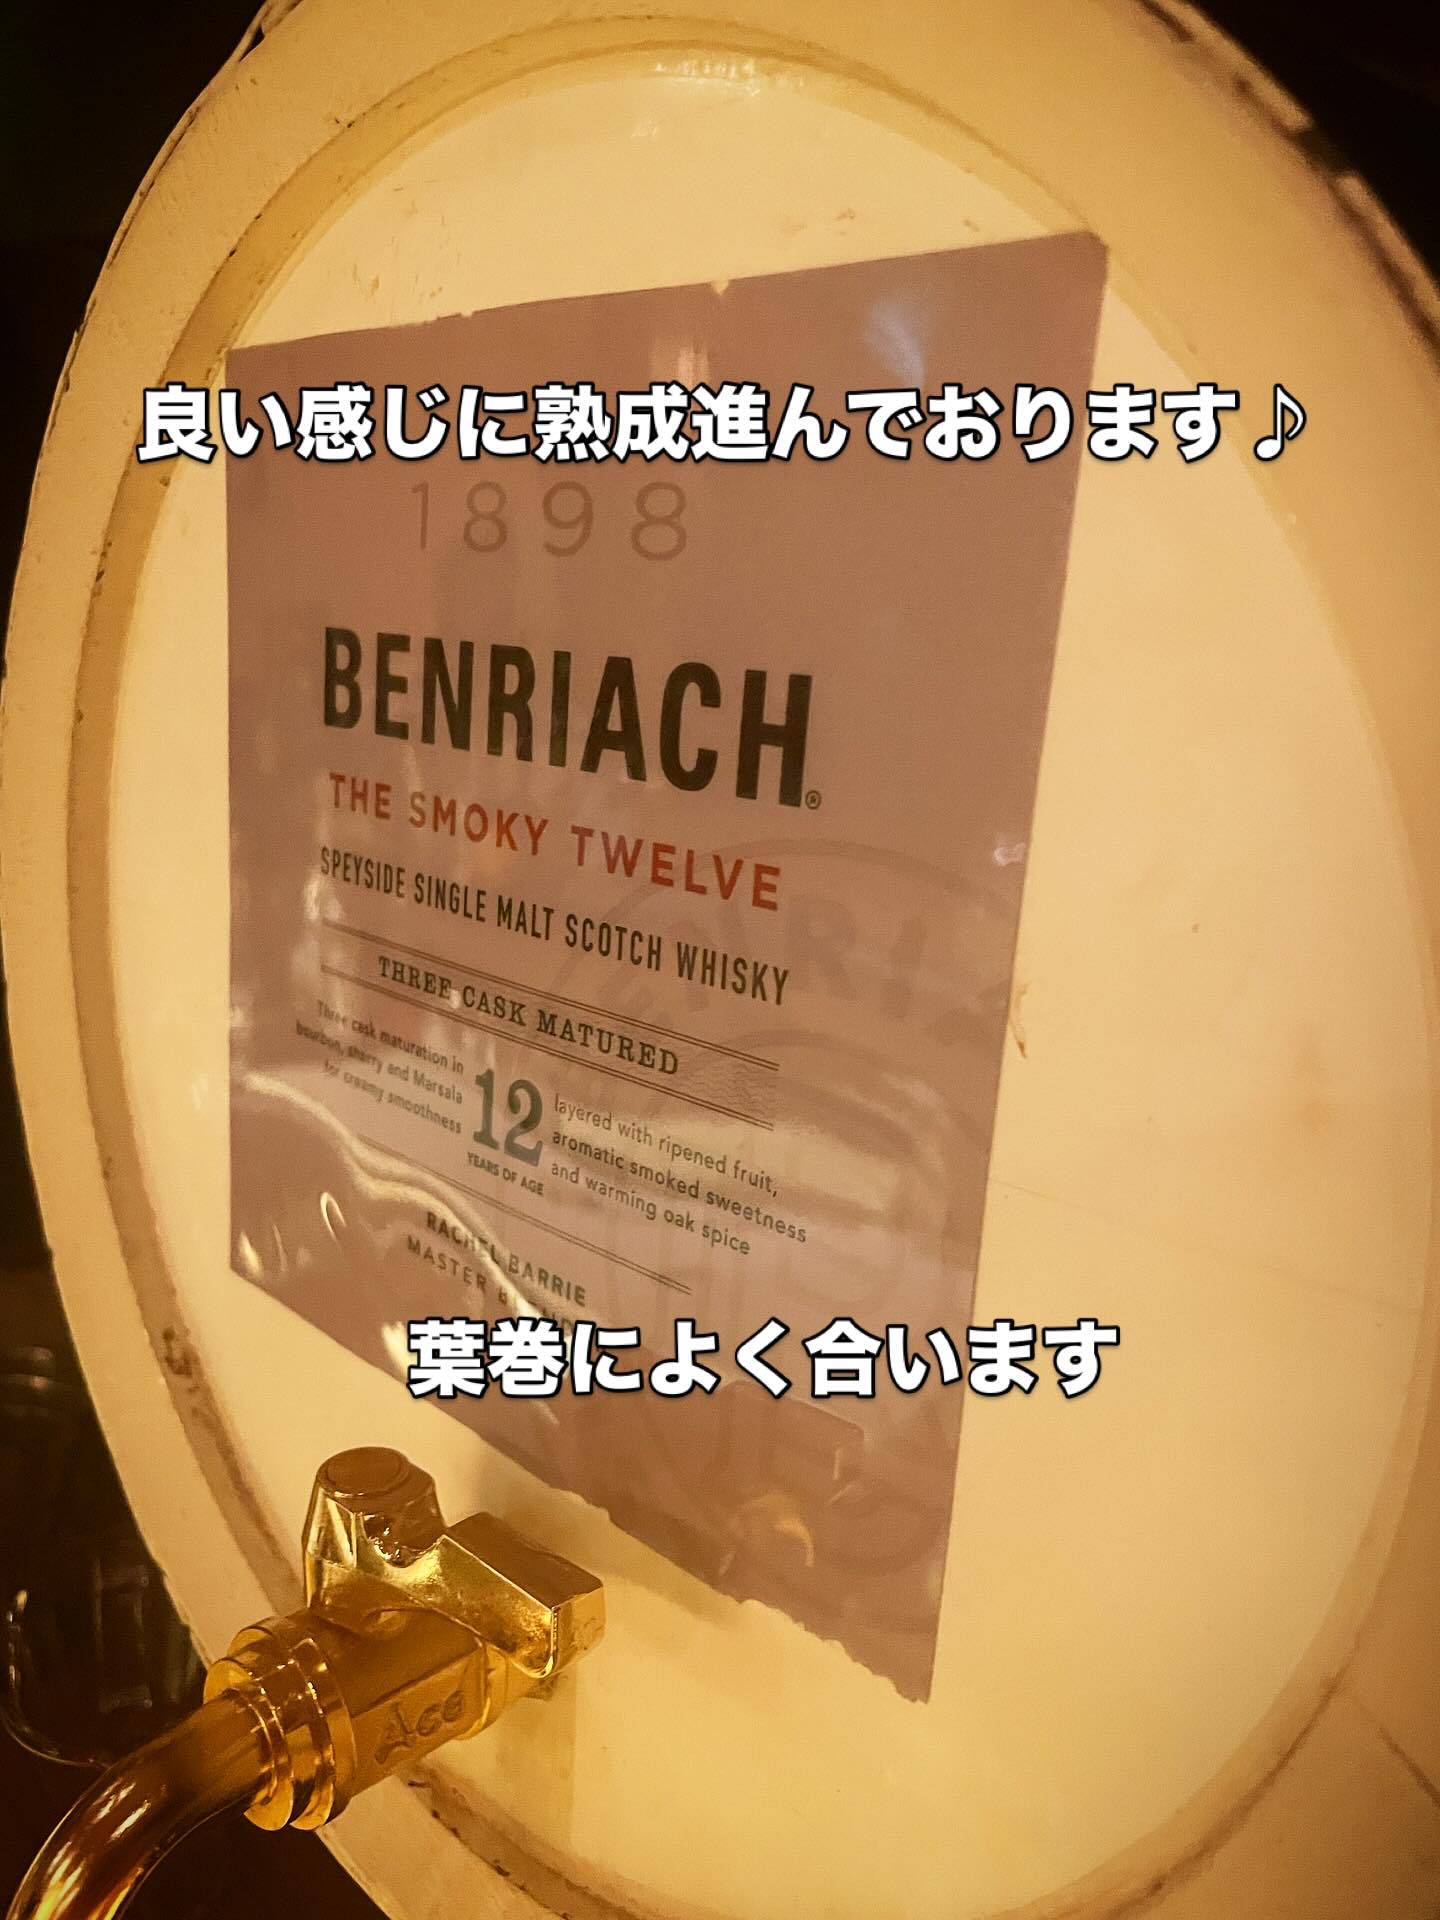 良い感じに熟成進んでおります♪
1898
BENRIACH®
THE SMOKY TWELVE
SPEYSIDE SINGLE MALT SCOTCH WHISKY
THREE CASK MATURED
Three cask maturation in
bourbon, sherry and Marsala
for creamy smoothness
12
YEARS OF AGE
layered with ripened fruit,
aromatic smoked sweetness
and warming oak spice
RACHEL BARRIE
MASTER
葉巻によく合います
Ace